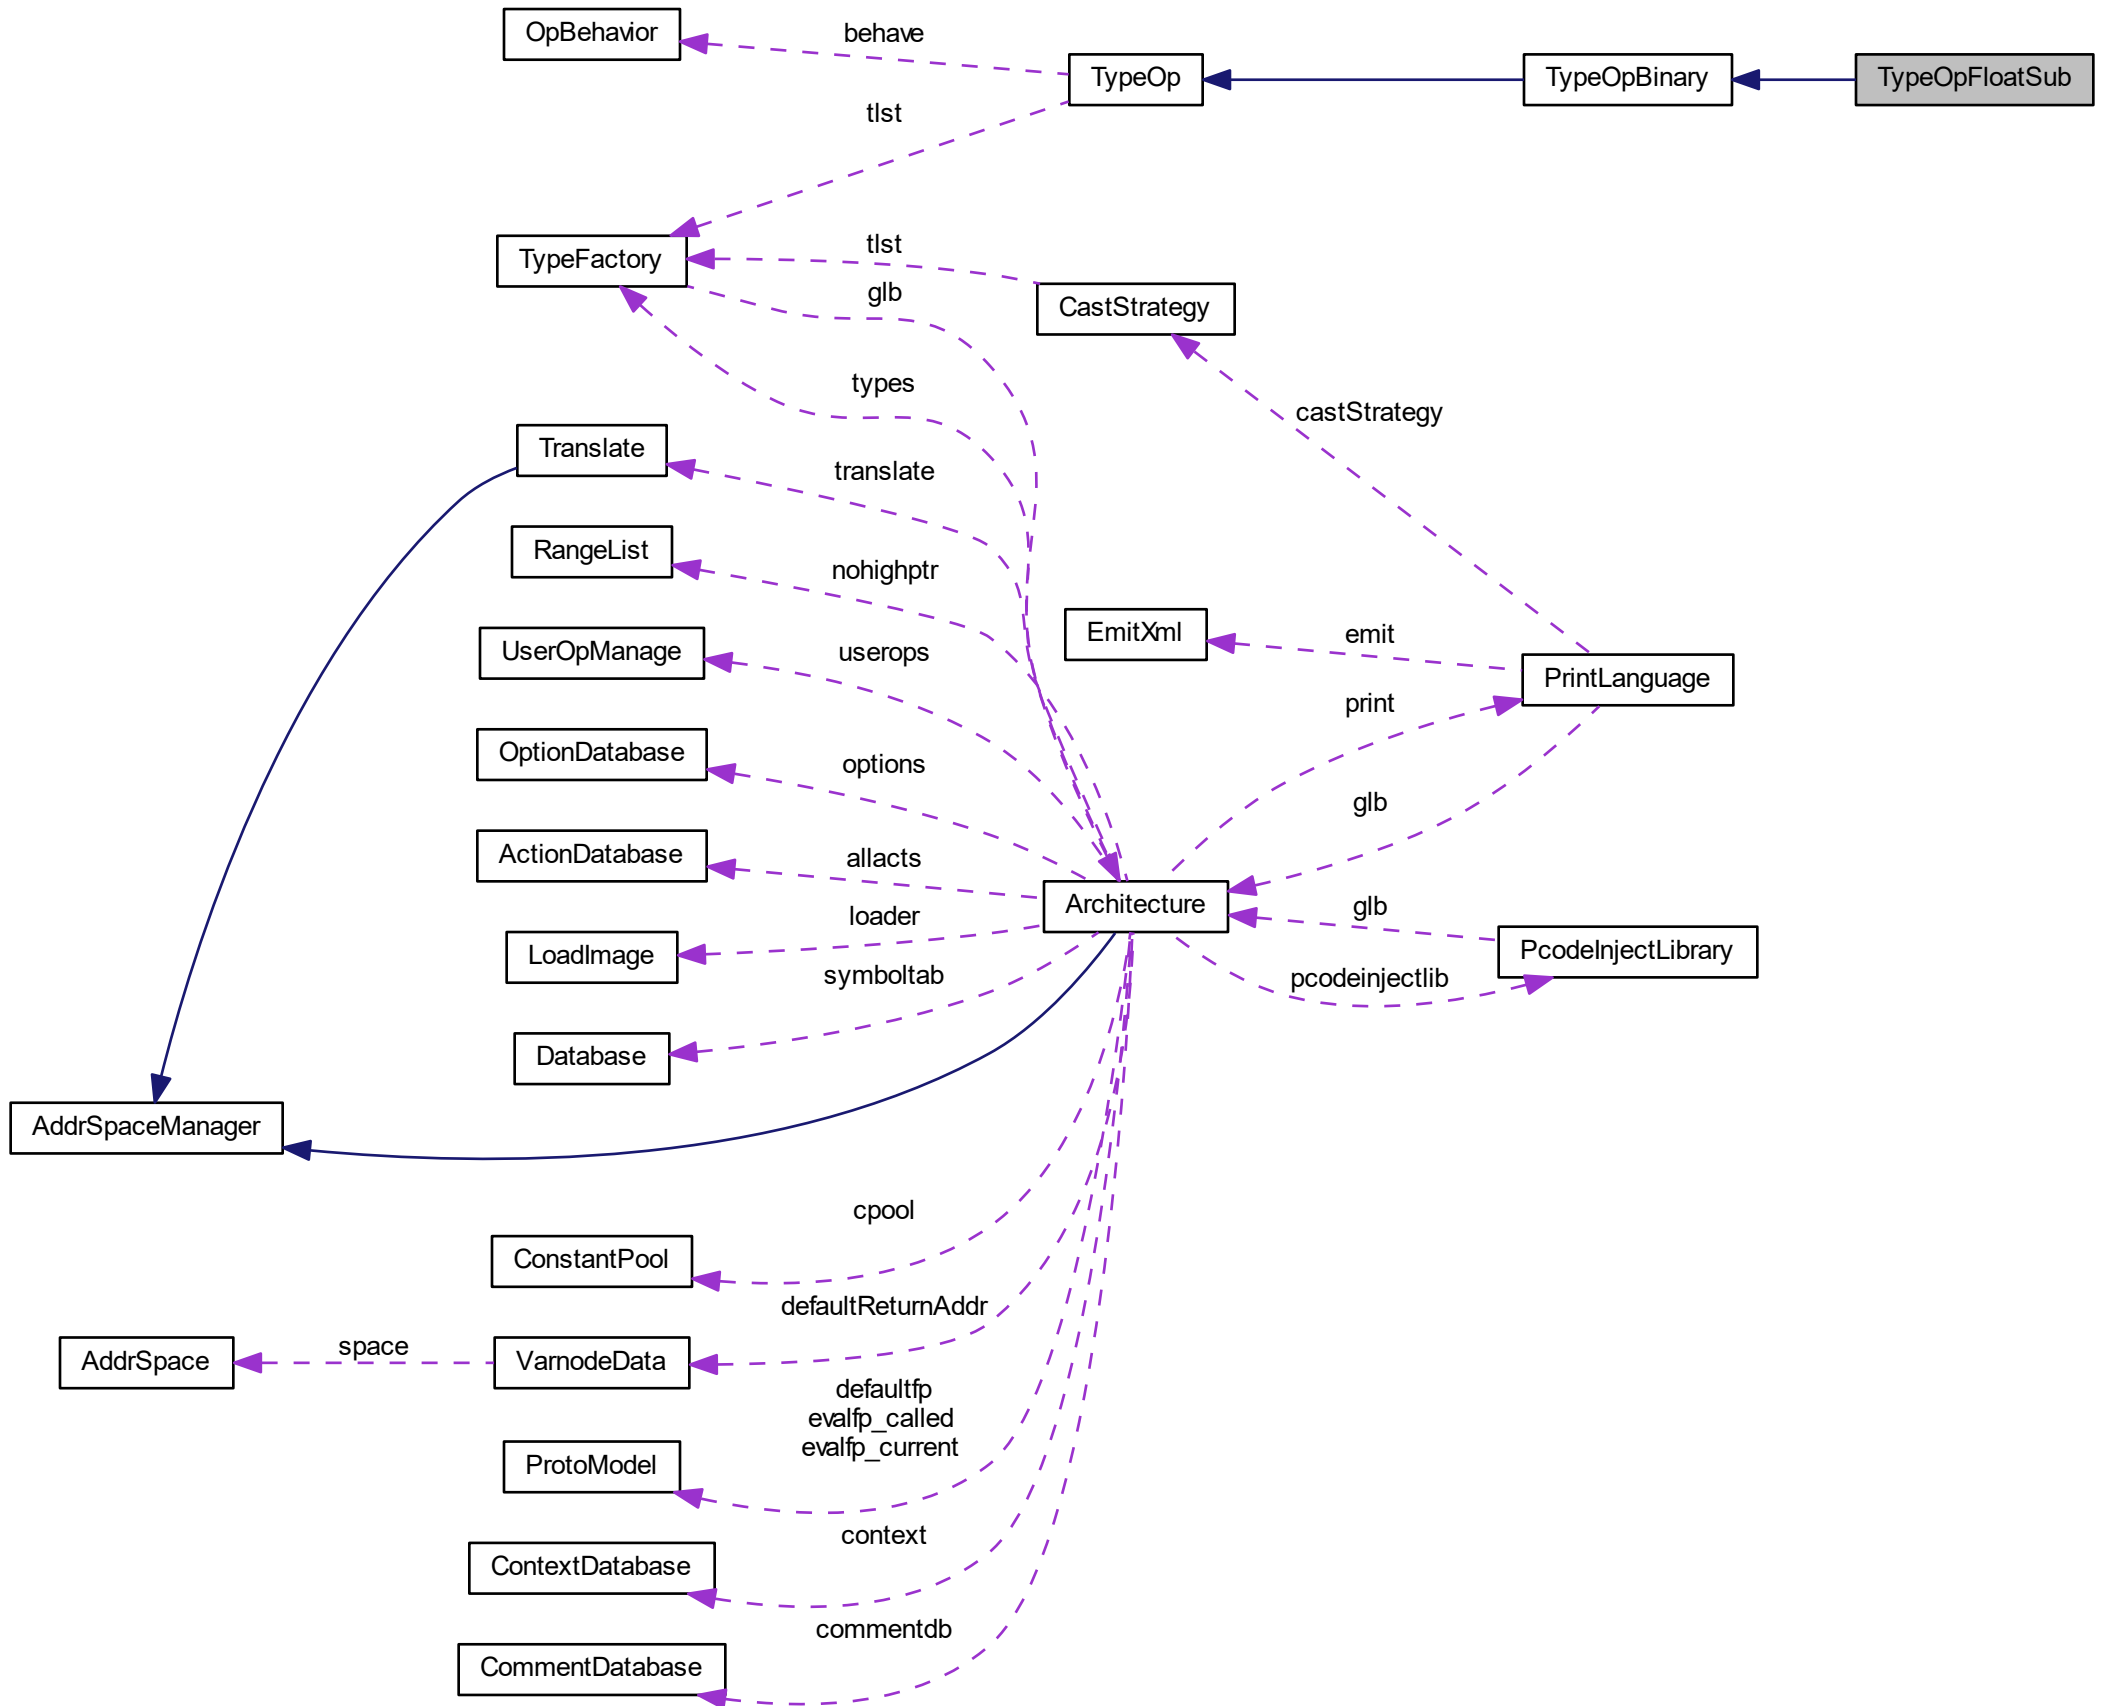 OpBehavior
behave
TypeOp
TypeOpBinary
TypeOpFloatSub
tlst
TypeFactory
tlst
glb
CastStrategy
types
castStrategy
Translate
translate
RangeList
nohighptr
EmitXml
emit
UserOpManage
userops
PrintLanguage
print
OptionDatabase
options
glb
ActionDatabase
allacts
Architecture
glb
LoadImage
loader
PcodeInjectLibrary
symboltab
pcodeinjectlib
Database
AddrSpaceManager
cpool
ConstantPool
defaultReturnAddr
AddrSpace
space
VarnodeData
defaultfp
evalfp_called
evalfp_current
ProtoModel
context
ContextDatabase
commentdb
CommentDatabase